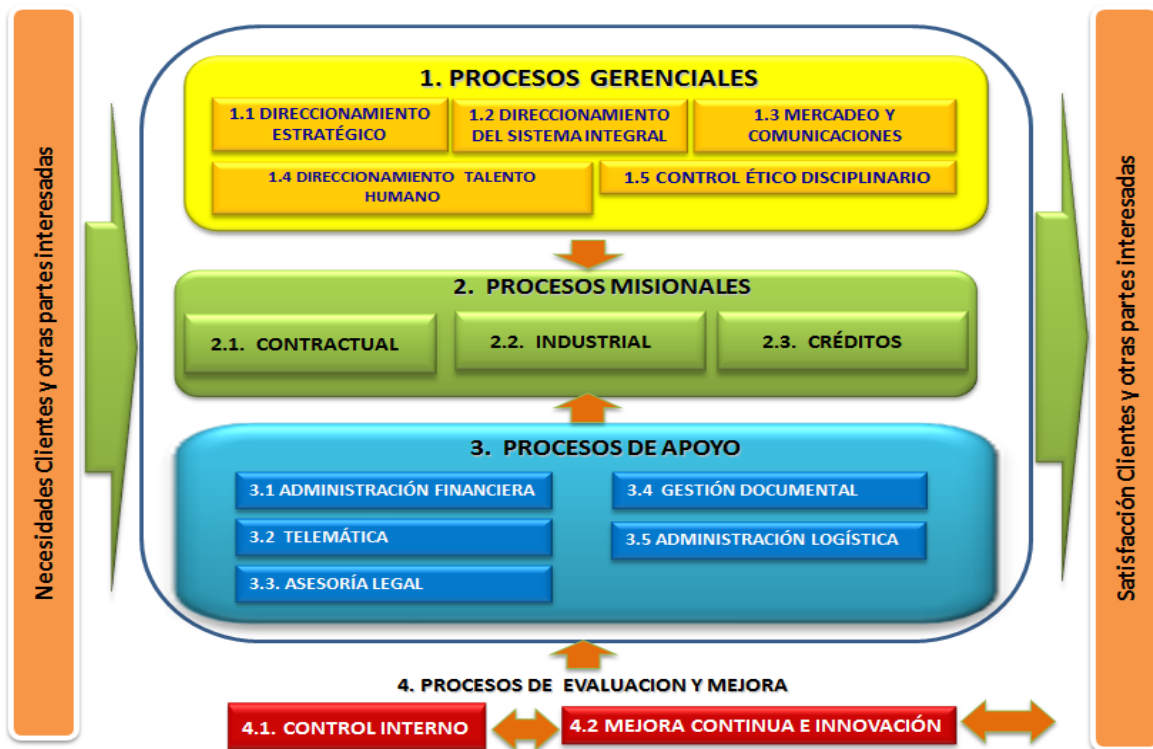 Necesidades Clientes y otras partes interesadas
1. PROCESOS GERENCIALES
1.1 DIRECCIONAMIENTO
ESTRATÉGICO
1.2 DIRECCIONAMIENTO
DEL SISTEMA INTEGRAL
1.3 MERCADEO Y
COMUNICACIONES
1.4 DIRECCIONAMIENTO TALENTO
HUMANO
1.5 CONTROL ÉTICO DISCIPLINARIO
2. PROCESOS MISIONALES
2.1. CONTRACTUAL
2.2. INDUSTRIAL
2.3. CRÉDITOS
3. PROCESOS DE APOYO
3.1 ADMINISTRACIÓN FINANCIERA
3.2 TELEMÁTICA
3.3. ASESORÍA LEGAL
3.4 GESTIÓN DOCUMENTAL
3.5 ADMINISTRACIÓN LOGÍSTICA
4. PROCESOS DE EVALUACION Y MEJORA
4.1. CONTROL INTERNO
4.2 MEJORA CONTINUA E INNOVACIÓN
Satisfacción Clientes y otras partes interesadas